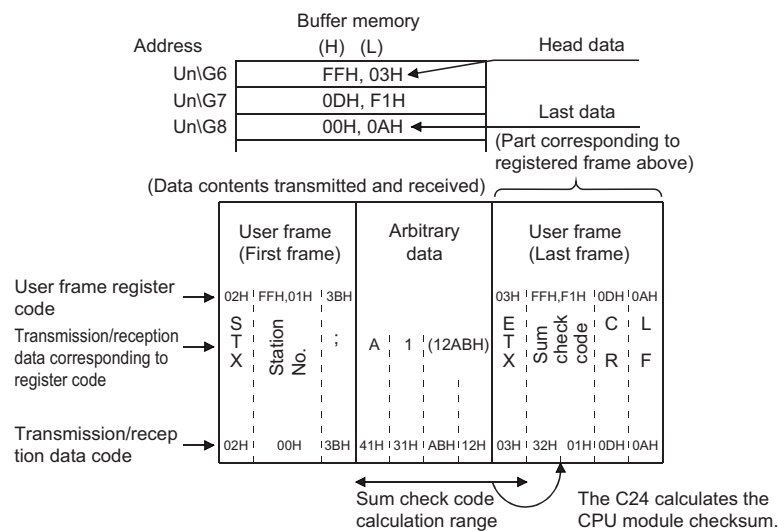 Buffer memory
Address (H) (L) Head data
Un\G6 FFH, 03H
Un\G7 0DH, F1H
Un\G8 00H, 0AH Last data
(Part corresponding to
registered frame above)
(Data contents transmitted and received)
User frame
(First frame)
Arbitrary
data
User frame
(Last frame)
User frame register
code
02H FFH,01H 3BH 03H FFH,F1H 0DH 0AH
Transmission/reception
data corresponding to
register code
STX Station No. ; A 1 (12ABH) ETX Sum check code CR LF
Transmission/recep
tion data code
02H 00H 3BH 41H 31H ABH 12H 03H 32H 01H 0DH 0AH
Sum check code
calculation range
The C24 calculates the
CPU module checksum.